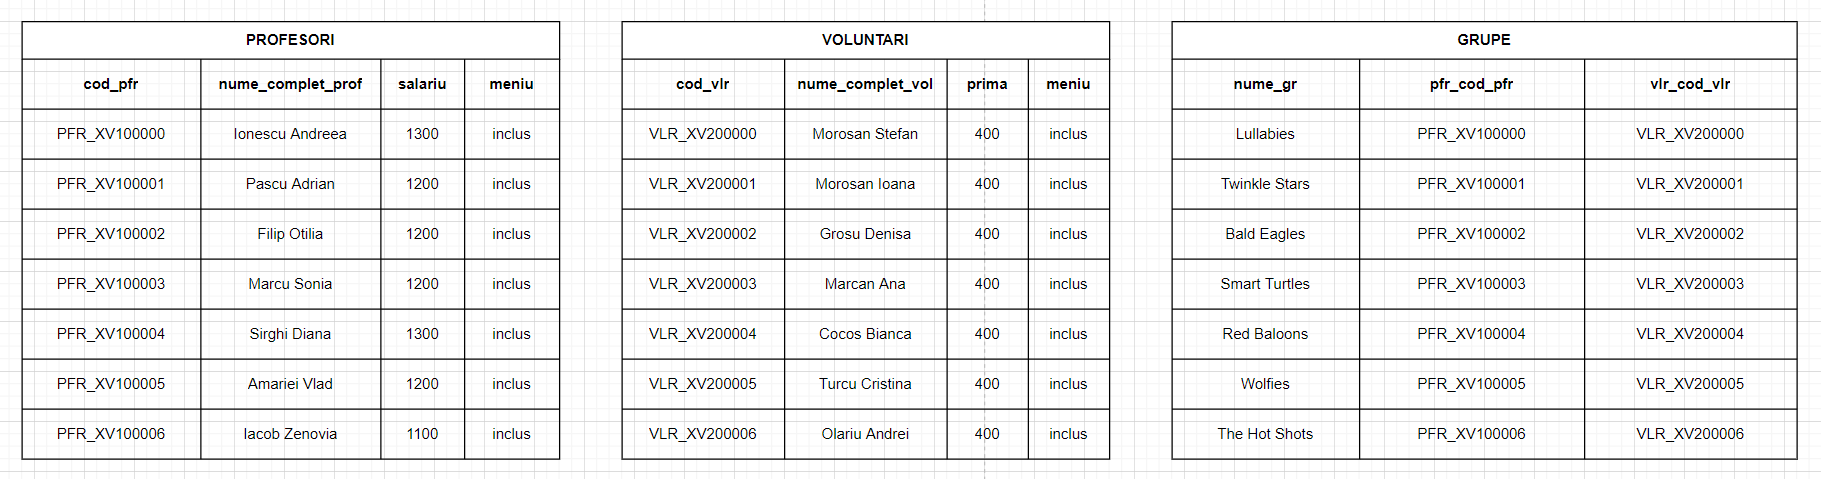 PROFESORI
cod_pfr nume_complet_prof salariu meniu
PFR_XV100000 Ionescu Andreea 1300 inclus
PFR_XV100001 Pascu Adrian 1200 inclus
PFR_XV100002 Filip Otilia 1200 inclus
PFR_XV100003 Marcu Sonia 1200 inclus
PFR_XV100004 Sirghi Diana 1300 inclus
PFR_XV100005 Amariei Vlad 1200 inclus
PFR_XV100006 Iacob Zenovia 1100 inclus
VOLUNTARI
cod_vlr nume_complet_vol prima meniu
VLR_XV200000 Morosan Stefan 400 inclus
VLR_XV200001 Morosan Ioana 400 inclus
VLR_XV200002 Grosu Denisa 400 inclus
VLR_XV200003 Marcan Ana 400 inclus
VLR_XV200004 Cocos Bianca 400 inclus
VLR_XV200005 Turcu Cristina 400 inclus
VLR_XV200006 Olariu Andrei 400 inclus
GRUPE
nume_gr pfr_cod_pfr vlr_cod_vlr
Lullabies PFR_XV100000 VLR_XV200000
Twinkle Stars PFR_XV100001 VLR_XV200001
Bald Eagles PFR_XV100002 VLR_XV200002
Smart Turtles PFR_XV100003 VLR_XV200003
Red Baloons PFR_XV100004 VLR_XV200004
Wolfies PFR_XV100005 VLR_XV200005
The Hot Shots PFR_XV100006 VLR_XV200006